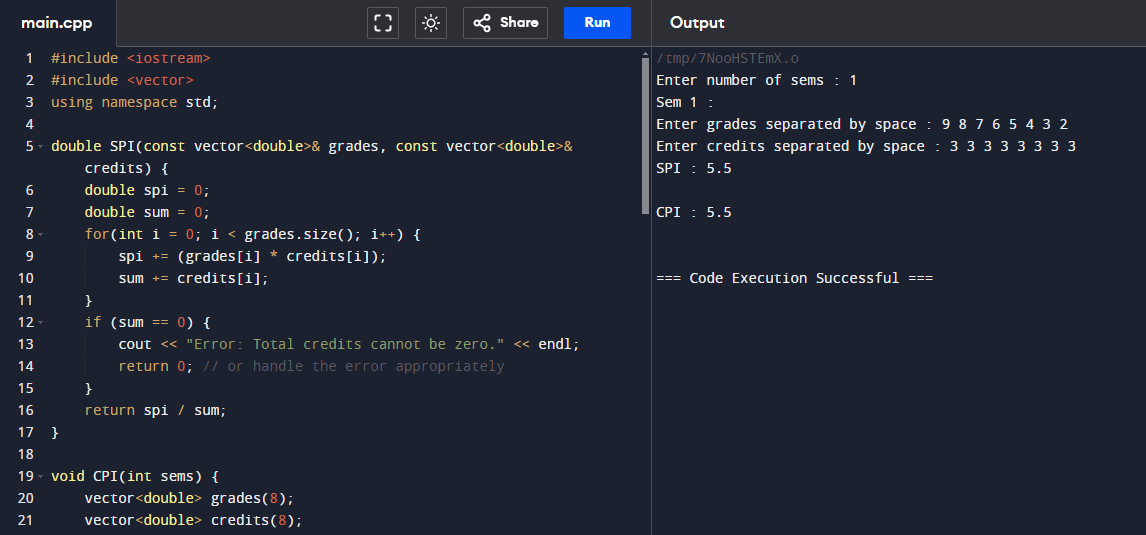 main.cpp
Share
Run
Output
1 #include <iostream>
2 #include <vector>
3 using namespace std;
4
5 double SPI(const vector<double>& grades, const vector<double>&
credits) {
6 double spi = 0;
7 double sum = 0;
8 for(int i = 0; i < grades.size(); i++) {
9 spi += (grades[i] * credits[i]);
10 sum += credits[i];
11 }
12 if (sum == 0) {
13 cout << "Error: Total credits cannot be zero." << endl;
14 return 0; // or handle the error appropriately
15 }
16 return spi / sum;
17 }
18
19 void CPI(int sems) {
20 vector<double> grades(8);
21 vector<double> credits(8);
/tmp/7NooHSTEmX.o
Enter number of sems : 1
Sem 1 :
Enter grades separated by space : 9 8 7 6 5 4 3 2
Enter credits separated by space : 3 3 3 3 3 3 3 3
SPI : 5.5
CPI : 5.5
=== Code Execution Successful ===